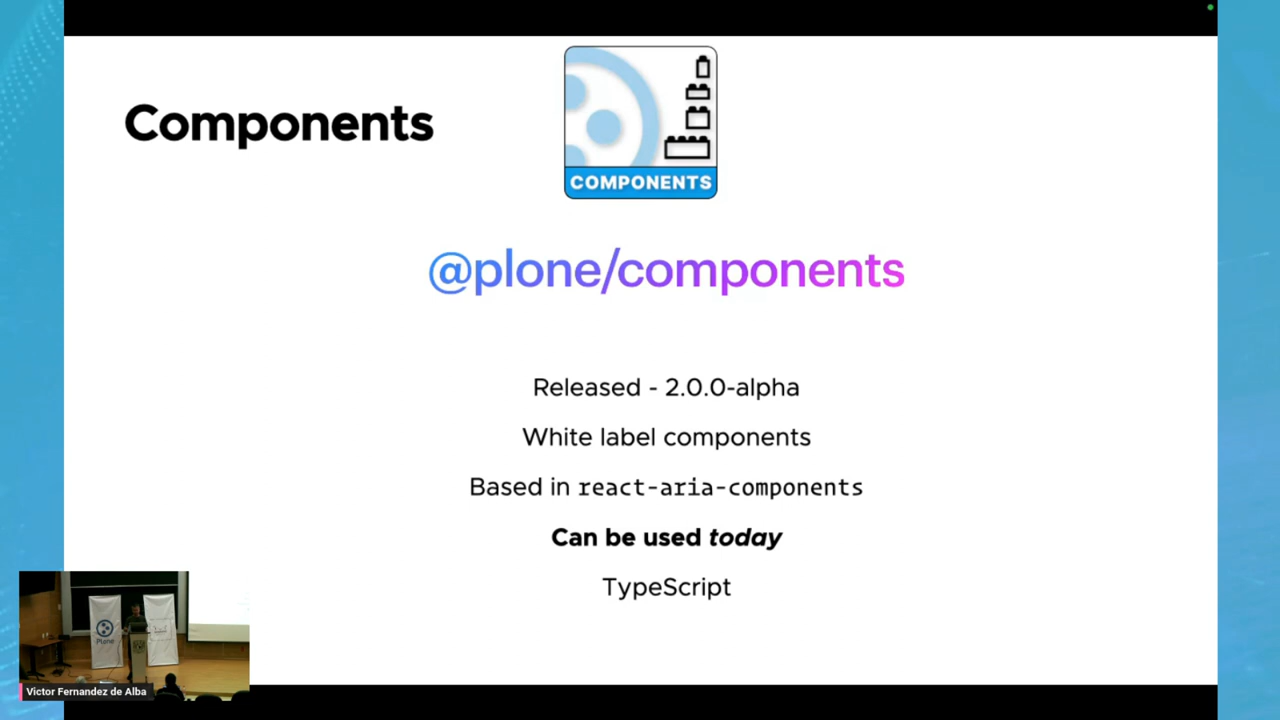 Components
COMPONENTS
@plone/components
Released - 2.0.0-alpha
White label components
Based in react-aria-components
Can be used today
TypeScript
Plone
Victor Fernandez de Alba